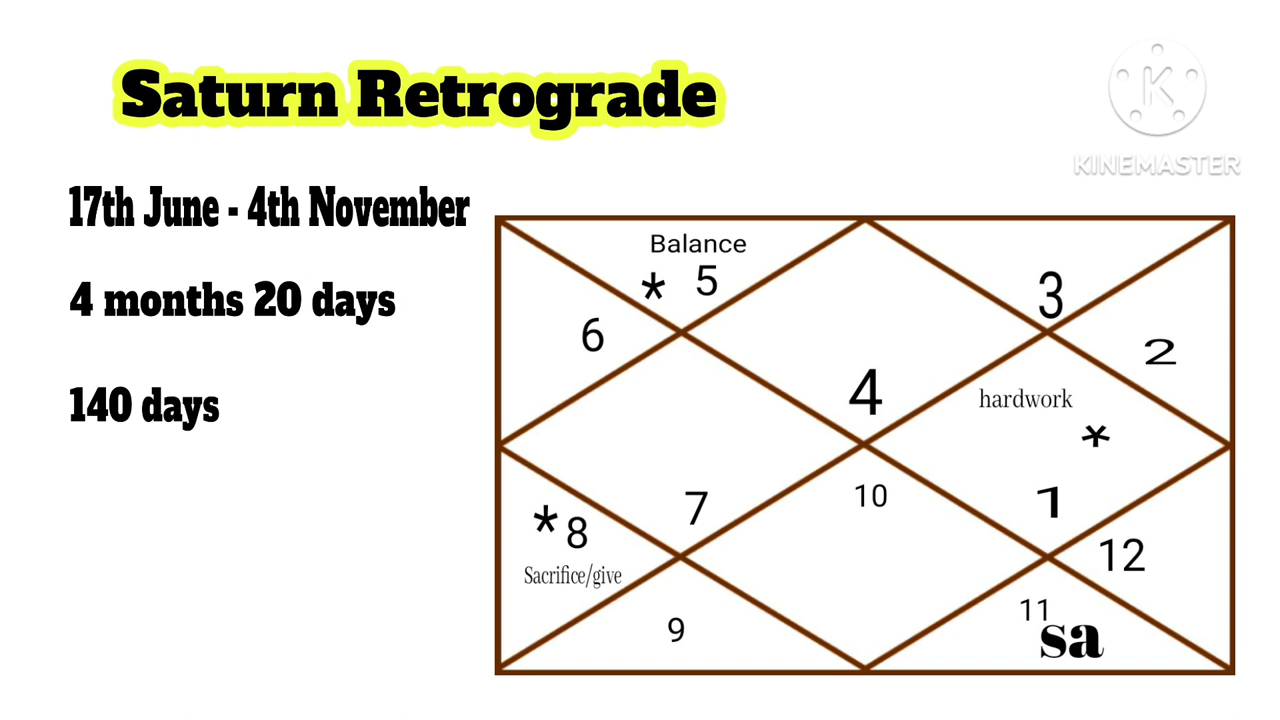 Saturn Retrograde
K
KINEMASTER
17th June - 4th November
4 months 20 days
140 days
Balance
* 5
3
6
2
4
hardwork
*
7
10
1
*8
12
Sacrifice/give
9
11
sa